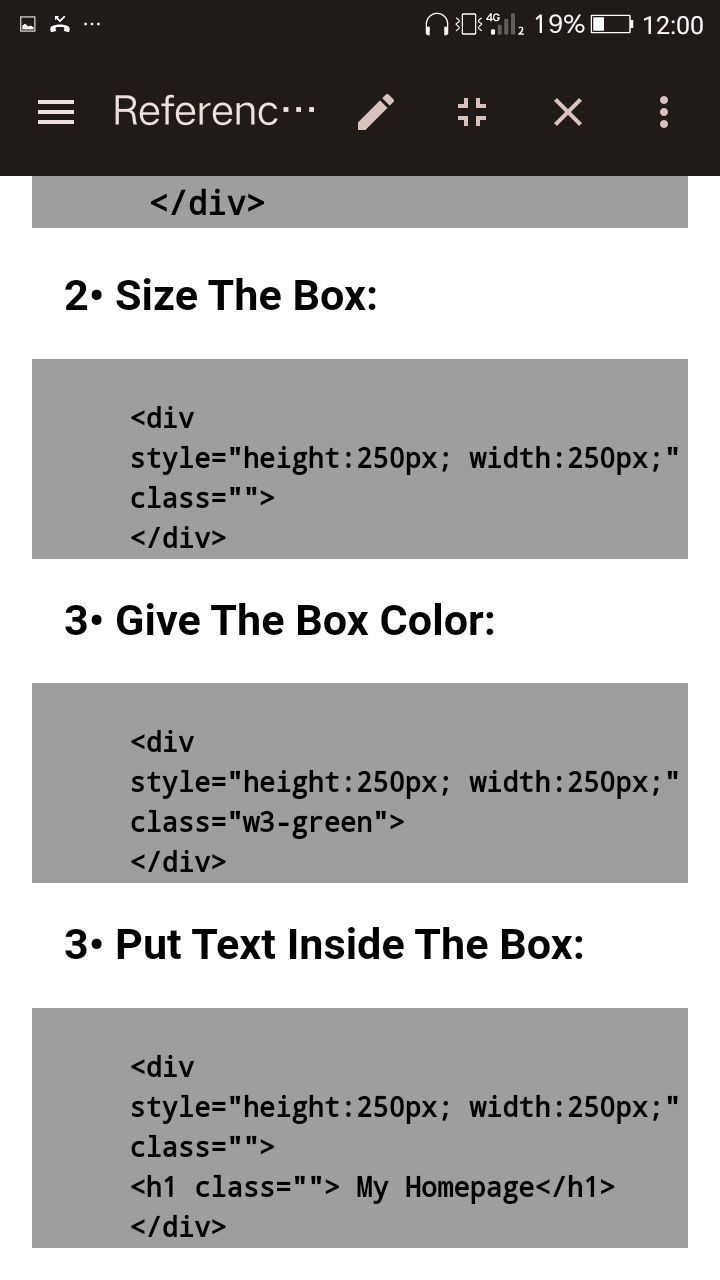 4G 2 19% 12:00
Referenc...
</div>
2• Size The Box:
<div
style="height:250px; width:250px;"
class="">
</div>
3• Give The Box Color:
<div
style="height:250px; width:250px;"
class="w3-green">
</div>
3• Put Text Inside The Box:
<div
style="height:250px; width:250px;"
class="">
<h1 class=""> My Homepage</h1>
</div>